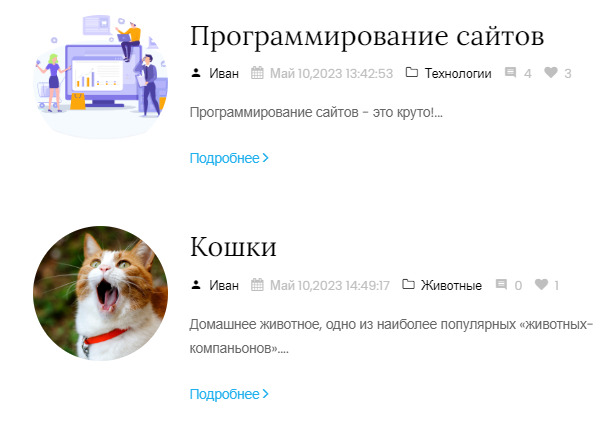 Программирование сайтов
Иван Май 10,2023 13:42:53 Технологии 4 3
Программирование сайтов - это круто!...
Подробнее
Кошки
Иван Май 10,2023 14:49:17 Животные 0 1
Домашнее животное, одно из наиболее популярных «животных-
компаньонов»....
Подробнее